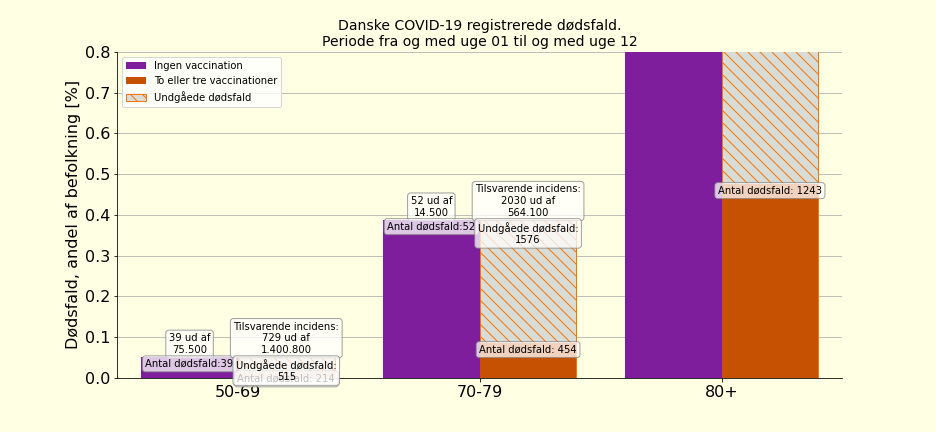 Danske COVID-19 registrerede dødsfald.
Periode fra og med uge 01 til og med uge 12
Dødsfald, andel af befolkning [%]
0.8
0.7
0.6
0.5
0.4
0.3
0.2
0.1
0.0
Ingen vaccination
To eller tre vaccinationer
Undgåede dødsfald
39 ud af
75.500
Antal dødsfald:39
Tilsvarende incidens:
729 ud af
1.400.800
Undgåede dødsfald:
515
Antal dødsfald: 214
52 ud af
14.500
Antal dødsfald:52
Tilsvarende incidens:
2030 ud af
564.100
Undgåede dødsfald:
1576
Antal dødsfald: 454
Antal dødsfald: 1243
50-69
70-79
80+